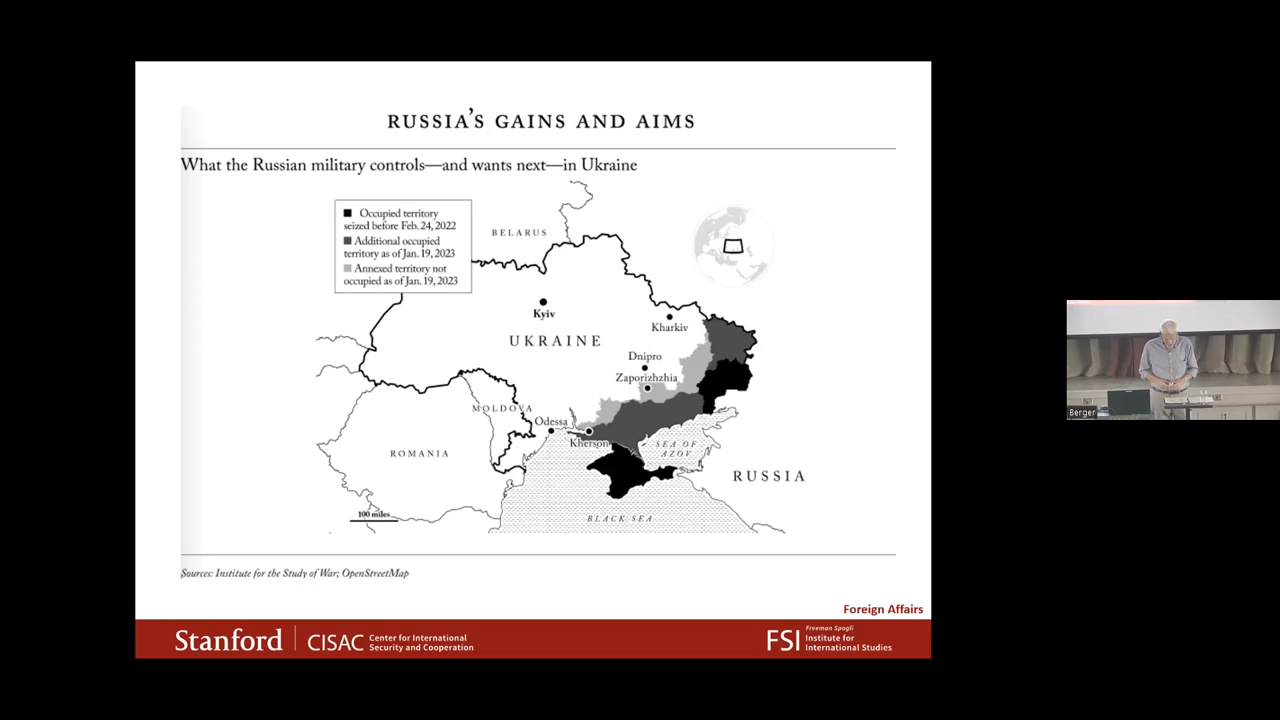 RUSSIA'S GAINS AND AIMS
What the Russian military controls—and wants next—in Ukraine
Occupied territory
seized before Feb. 24, 2022
Additional occupied
territory as of Jan. 19, 2023
Annexed territory not
occupied as of Jan. 19, 2023
BELARUS
Kyiv
Kharkiv
UKRAINE
Dnipro
Zaporizhzhia
MOLDOVA
Odessa
Kherson
SEA OF
AZOV
ROMANIA
RUSSIA
100 miles
BLACK SEA
Sources: Institute for the Study of War; OpenStreetMap
Foreign Affairs
Stanford
CISAC
Center for International
Security and Cooperation
FSI
Freeman Spogli
Institute for
International Studies
Berger